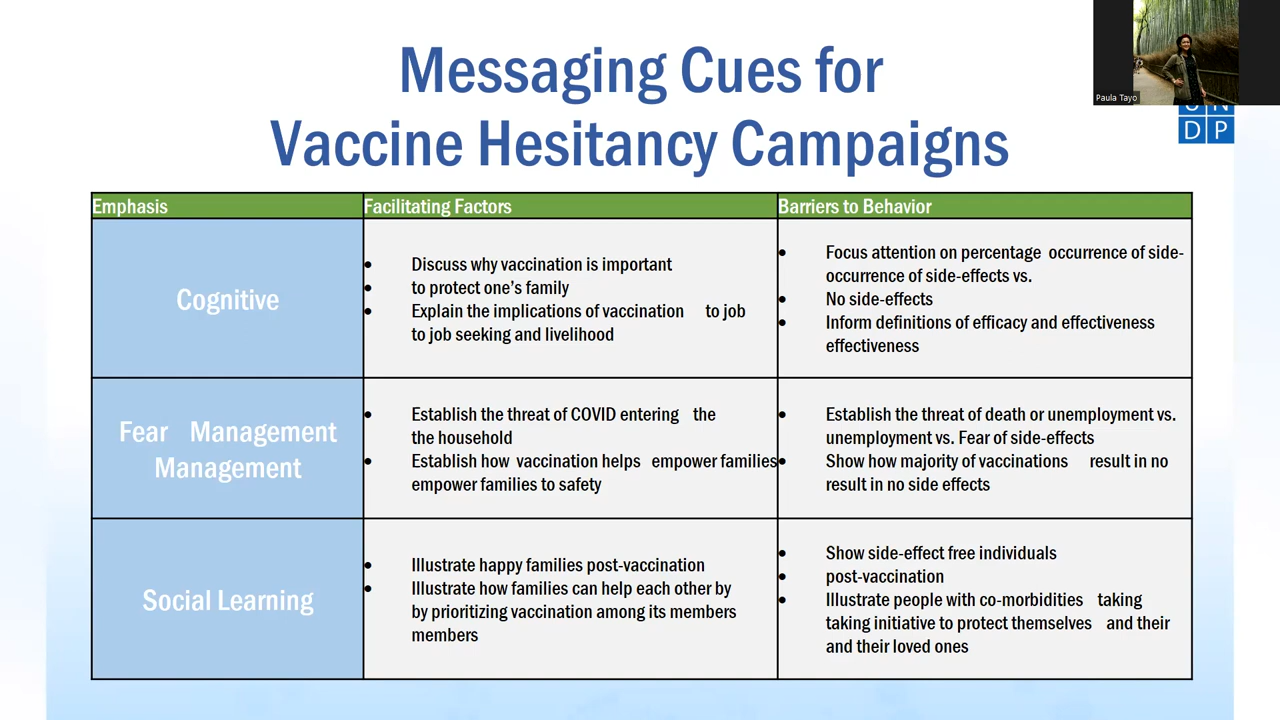 Messaging Cues for
Vaccine Hesitancy Campaigns
Paula Tayo
UN
DP
Emphasis
Facilitating Factors
Barriers to Behavior
Cognitive
• Discuss why vaccination is important
• to protect one's family
• Explain the implications of vaccination to job
to job seeking and livelihood
• Focus attention on percentage occurrence of side-
occurrence of side-effects vs.
• No side-effects
• Inform definitions of efficacy and effectiveness
effectiveness
Fear Management
Management
• Establish the threat of COVID entering the
the household
• Establish how vaccination helps empower families
empower families to safety
• Establish the threat of death or unemployment vs.
unemployment vs. Fear of side-effects
• Show how majority of vaccinations result in no
result in no side effects
Social Learning
• Illustrate happy families post-vaccination
• Illustrate how families can help each other by
by prioritizing vaccination among its members
members
• Show side-effect free individuals
• post-vaccination
• Illustrate people with co-morbidities taking
taking initiative to protect themselves and their
and their loved ones